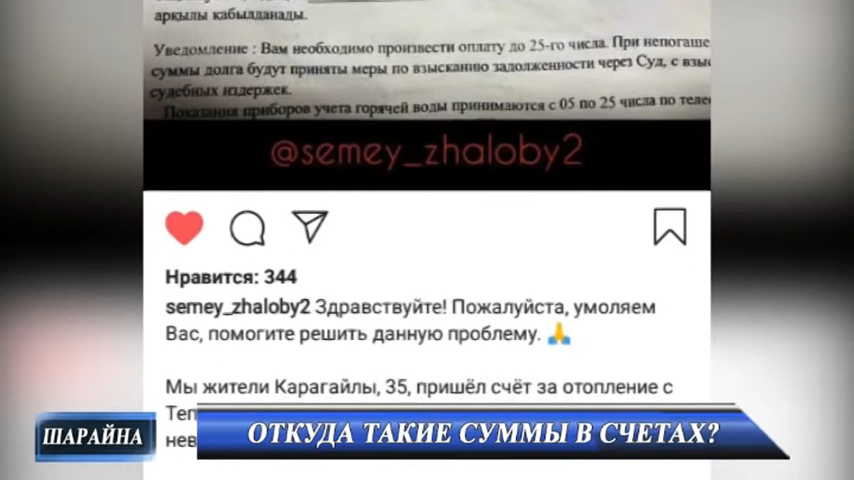 арқылы қабылданады.
Уведомление : Вам необходимо произвести оплату до 25-го числа. При непогаше
суммы долга будут приняты меры по взысканию задолженности через Суд, с взыс
судебных издержек.
Показания приборов учета горячей воды принимаются с 05 по 25 числа по теле
@semey_zhaloby2
Нравится: 344
semey_zhaloby2 Здравствуйте! Пожалуйста, умоляем
Вас, помогите решить данную проблему. 🙏
Мы жители Карагайлы, 35, пришёл счёт за отопление с
Теп
нев
ШАРАЙНА
ОТКУДА ТАКИЕ СУММЫ В СЧЕТАХ?